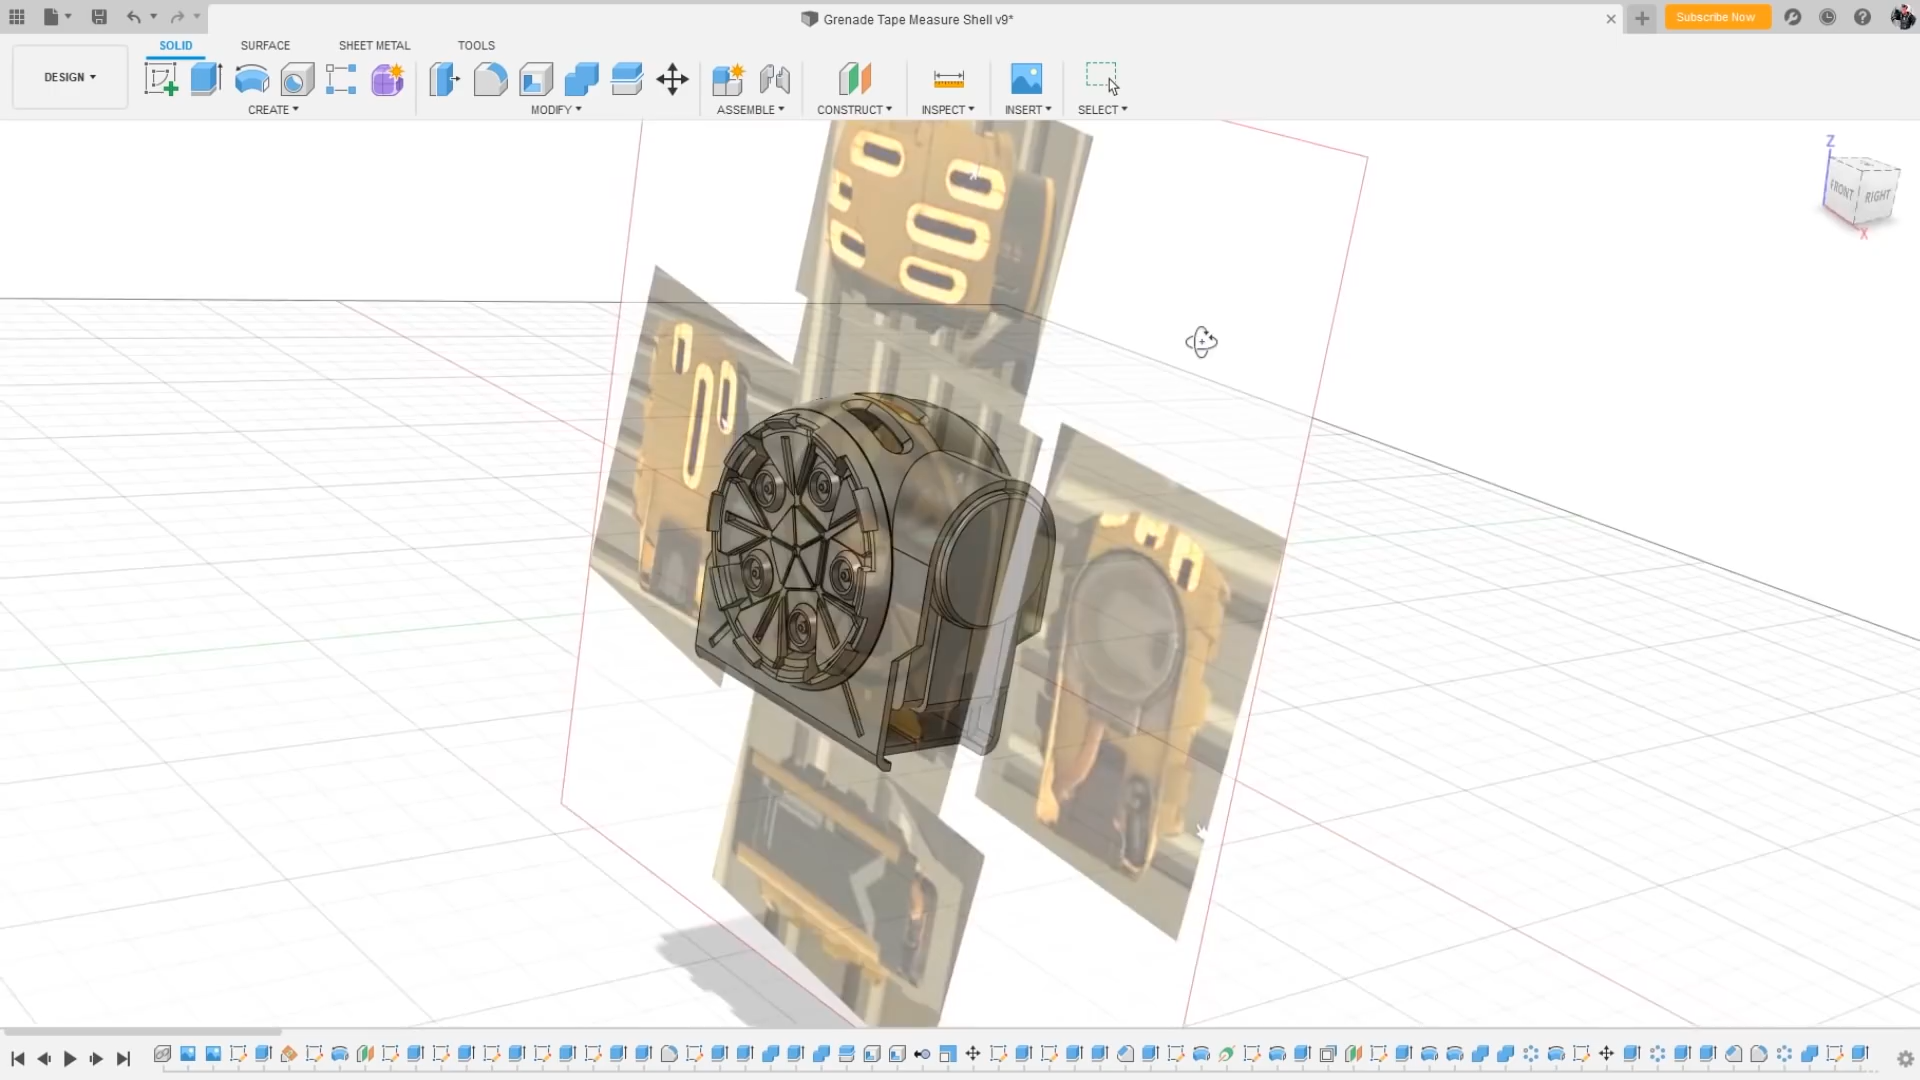 Grenade Tape Measure Shell v9*
Subscribe Now
DESIGN
SOLID
SURFACE
SHEET METAL
TOOLS
CREATE
MODIFY
ASSEMBLE
CONSTRUCT
INSPECT
INSERT
SELECT
Z
FRONT
RIGHT
X